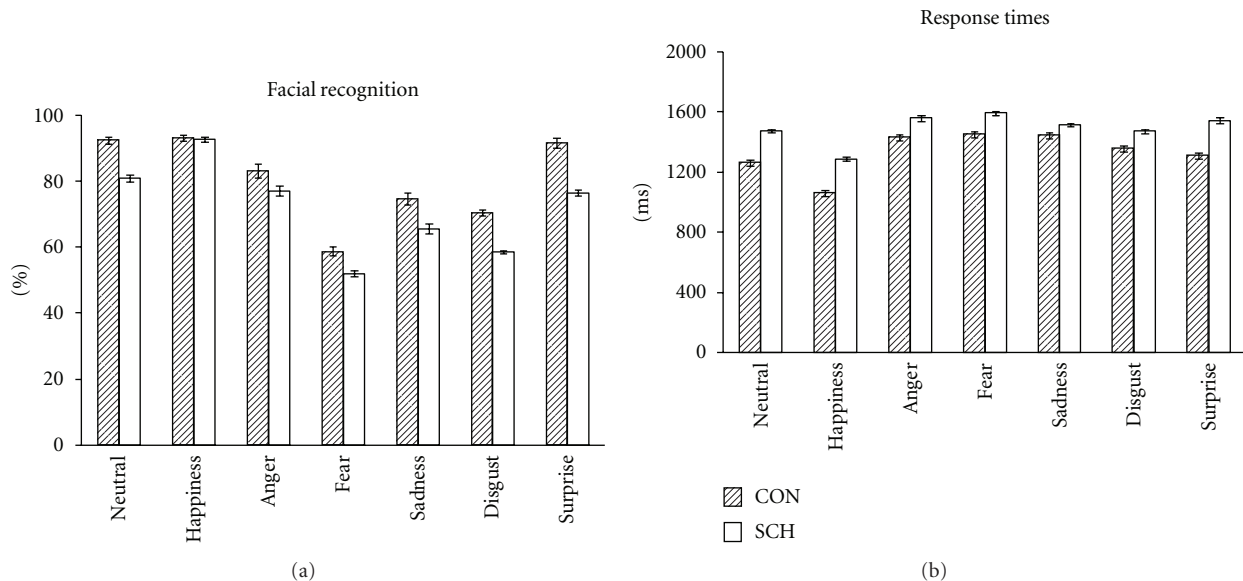 Facial recognition
100
80
60
40
20
0
(%)
Neutral
Happiness
Anger
Fear
Sadness
Disgust
Surprise
(a)
Response times
2000
1600
1200
800
400
0
(ms)
Neutral
Happiness
Anger
Fear
Sadness
Disgust
Surprise
CON
SCH
(b)